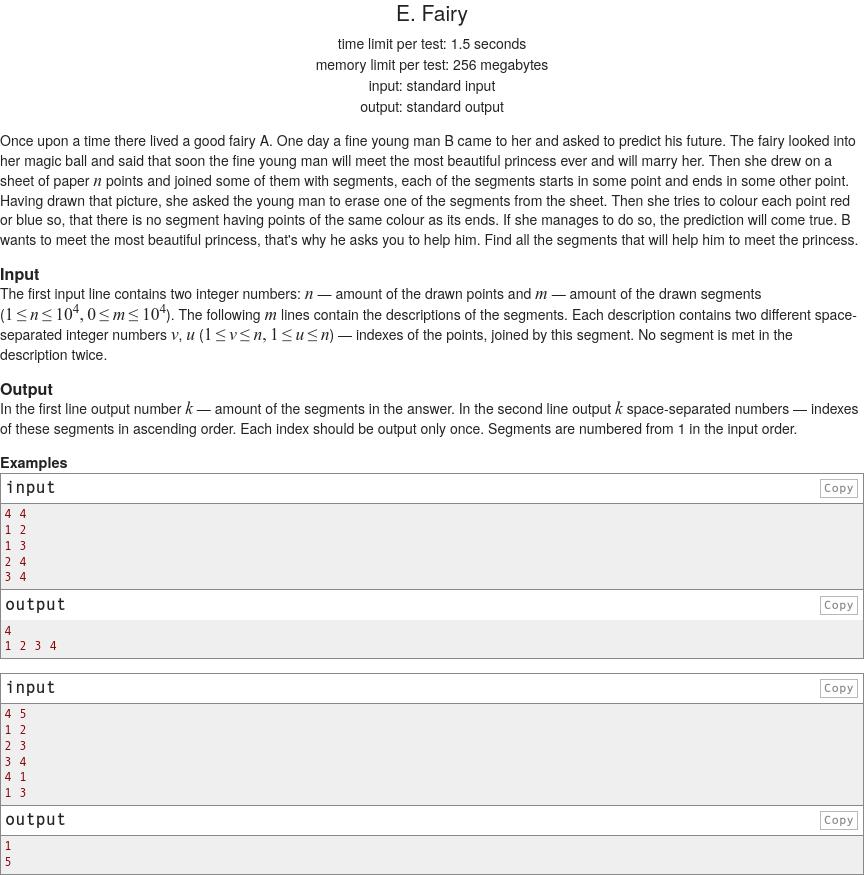 E. Fairy
time limit per test: 1.5 seconds
memory limit per test: 256 megabytes
input: standard input
output: standard output
Once upon a time there lived a good fairy A. One day a fine young man B came to her and asked to predict his future. The fairy looked into
her magic ball and said that soon the fine young man will meet the most beautiful princess ever and will marry her. Then she drew on a
sheet of paper n points and joined some of them with segments, each of the segments starts in some point and ends in some other point.
Having drawn that picture, she asked the young man to erase one of the segments from the sheet. Then she tries to colour each point red
or blue so, that there is no segment having points of the same colour as its ends. If she manages to do so, the prediction will come true. B
wants to meet the most beautiful princess, that's why he asks you to help him. Find all the segments that will help him to meet the princess.
Input
The first input line contains two integer numbers: n — amount of the drawn points and m — amount of the drawn segments
(1 ≤ n ≤ 10⁴, 0 ≤ m ≤ 10⁴). The following m lines contain the descriptions of the segments. Each description contains two different space-
separated integer numbers v, u (1 ≤ v ≤ n, 1 ≤ u ≤ n) — indexes of the points, joined by this segment. No segment is met in the
description twice.
Output
In the first line output number k — amount of the segments in the answer. In the second line output k space-separated numbers — indexes
of these segments in ascending order. Each index should be output only once. Segments are numbered from 1 in the input order.
Examples
input Copy
4 4
1 2
1 3
2 4
3 4
output Copy
4
1 2 3 4
input Copy
4 5
1 2
2 3
3 4
4 1
1 3
output Copy
1
5